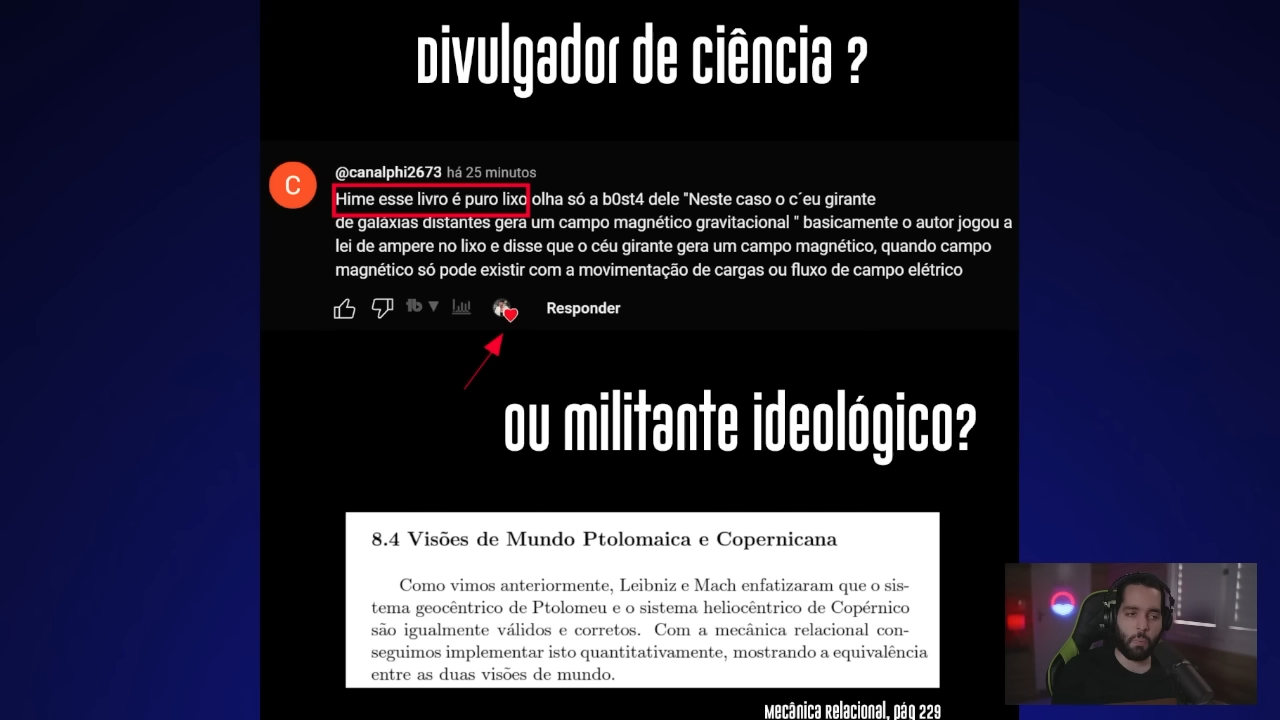 Divulgador de ciência ?
C
@canalphi2673 há 25 minutos
Hime esse livro é puro lixo olha só a b0st4 dele "Neste caso o c´eu girante
de galáxias distantes gera um campo magnético gravitacional " basicamente o autor jogou a
lei de ampere no lixo e disse que o céu girante gera um campo magnético, quando campo
magnético só pode existir com a movimentação de cargas ou fluxo de campo elétrico
Responder
ou militante ideológico?
8.4 Visões de Mundo Ptolomaica e Copernicana
Como vimos anteriormente, Leibniz e Mach enfatizaram que o sis-
tema geocêntrico de Ptolomeu e o sistema heliocêntrico de Copérnico
são igualmente válidos e corretos. Com a mecânica relacional con-
seguimos implementar isto quantitativamente, mostrando a equivalência
entre as duas visões de mundo.
Mecânica Relacional, pág 229